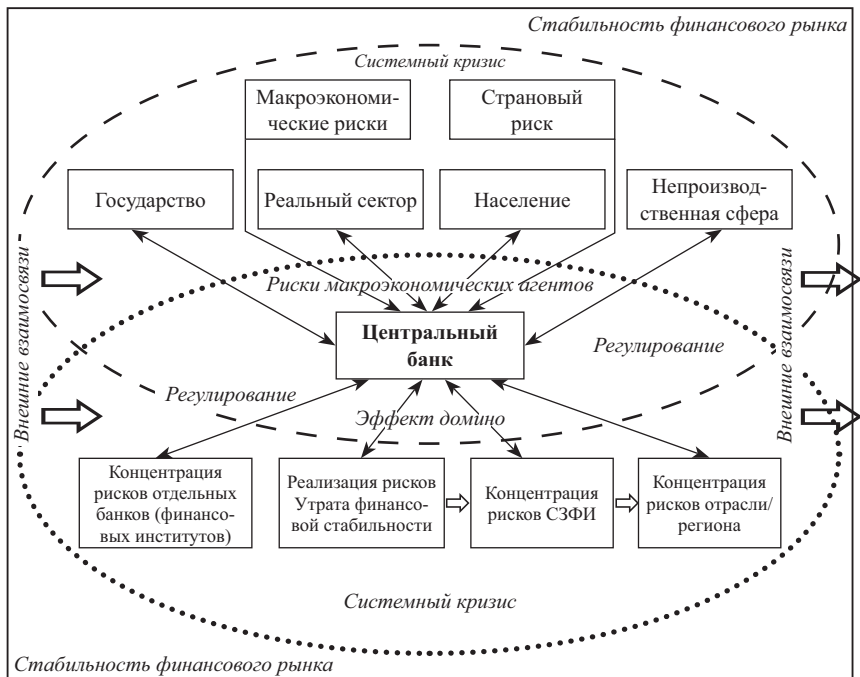 Стабильность финансового рынка
Системный кризис
Макроэкономи-
ческие риски
Страновый
риск
Государство
Реальный сектор
Население
Непроизвод-
ственная сфера
Внешние взаимосвязи
Риски макроэкономических агентов
Внешние взаимосвязи
Центральный
банк
Регулирование
Регулирование
Эффект домино
Концентрация
рисков отдельных
банков (финансо-
вых институтов)
Реализация рисков
Утрата финансо-
вой стабильности
Концентрация
рисков СЗФИ
Концентрация
рисков отрасли/
региона
Системный кризис
Стабильность финансового рынка